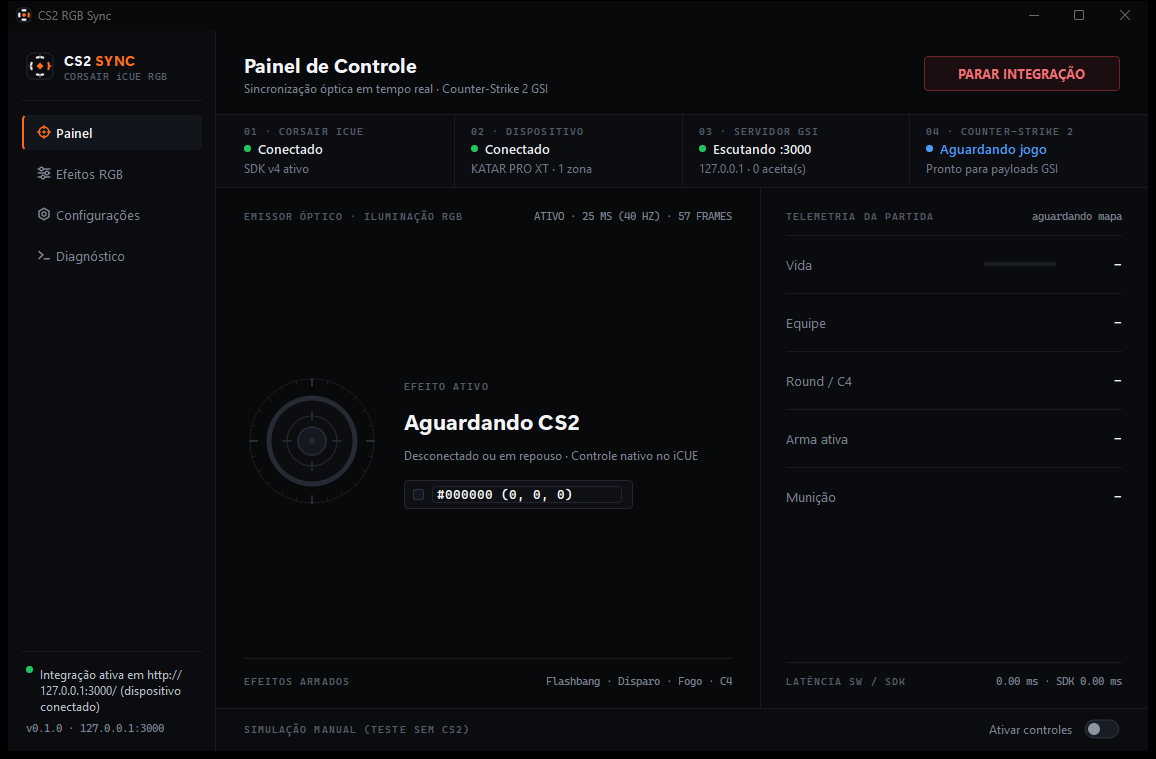 CS2 RGB Sync
CS2 SYNC
CORSAIR iCUE RGB
Painel
Efeitos RGB
Configurações
Diagnóstico
Integração ativa em http://
127.0.0.1:3000/ (dispositivo
conectado)
v0.1.0 · 127.0.0.1:3000
Painel de Controle
Sincronização óptica em tempo real · Counter-Strike 2 GSI
PARAR INTEGRAÇÃO
01 · CORSAIR ICUE
Conectado
SDK v4 ativo
02 · DISPOSITIVO
Conectado
KATAR PRO XT · 1 zona
03 · SERVIDOR GSI
Escutando :3000
127.0.0.1 · 0 aceita(s)
04 · COUNTER-STRIKE 2
Aguardando jogo
Pronto para payloads GSI
EMISSOR ÓPTICO · ILUMINAÇÃO RGB
ATIVO · 25 MS (40 HZ) · 57 FRAMES
EFEITO ATIVO
Aguardando CS2
Desconectado ou em repouso · Controle nativo no iCUE
#000000 (0, 0, 0)
EFEITOS ARMADOS
Flashbang · Disparo · Fogo · C4
TELEMETRIA DA PARTIDA
aguardando mapa
Vida –
Equipe –
Round / C4 –
Arma ativa –
Munição –
LATÊNCIA SW / SDK
0.00 ms · SDK 0.00 ms
SIMULAÇÃO MANUAL (TESTE SEM CS2)
Ativar controles